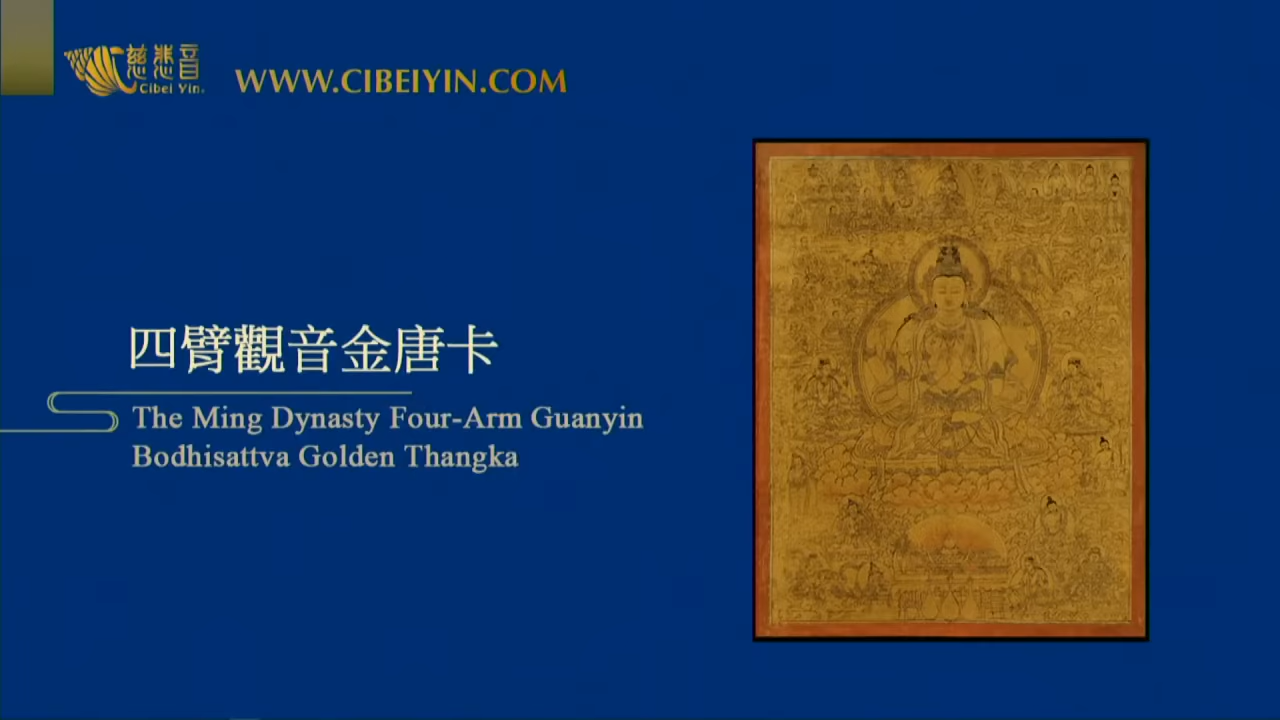 慈悲音
Cibei Yin.
WWW.CIBEIYIN.COM
四臂觀音金唐卡
The Ming Dynasty Four-Arm Guanyin
Bodhisattva Golden Thangka